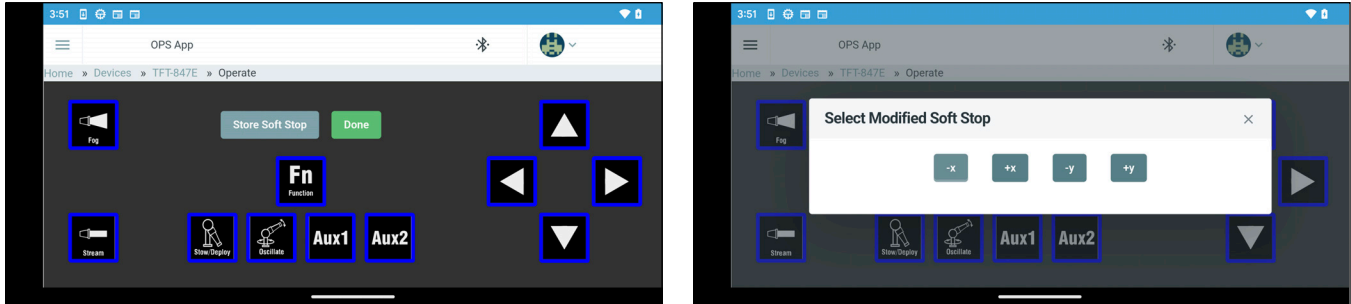 3:51
OPS App
Home » Devices » TFT-847E » Operate
Fog
Store Soft Stop
Done
Fn
Function
Stream
Stow/Deploy
Oscillate
Aux1
Aux2
3:51
OPS App
Home » Devices » TFT-847E » Operate
Select Modified Soft Stop
×
-x
+x
-y
+y
Fog
Stream
Stow/Deploy
Oscillate
Aux1
Aux2